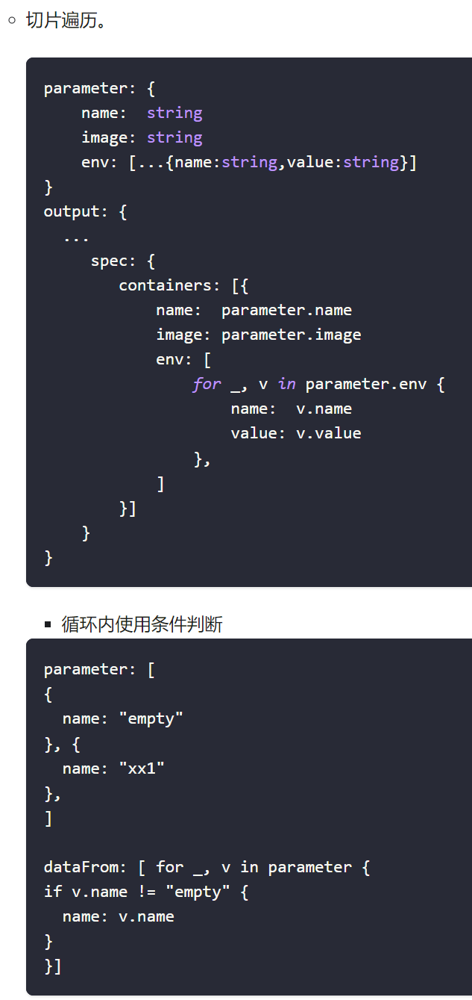 切片遍历。
parameter: {
    name:  string
    image: string
    env: [...{name:string,value:string}]
}
output: {
  ...
     spec: {
        containers: [{
            name:  parameter.name
            image: parameter.image
            env: [
                for _, v in parameter.env {
                    name:  v.name
                    value: v.value
                },
            ]
        }]
    }
}
循环内使用条件判断
parameter: [
{
  name: "empty"
}, {
  name: "xx1"
},
]

dataFrom: [ for _, v in parameter {
if v.name != "empty" {
  name: v.name
}
}]